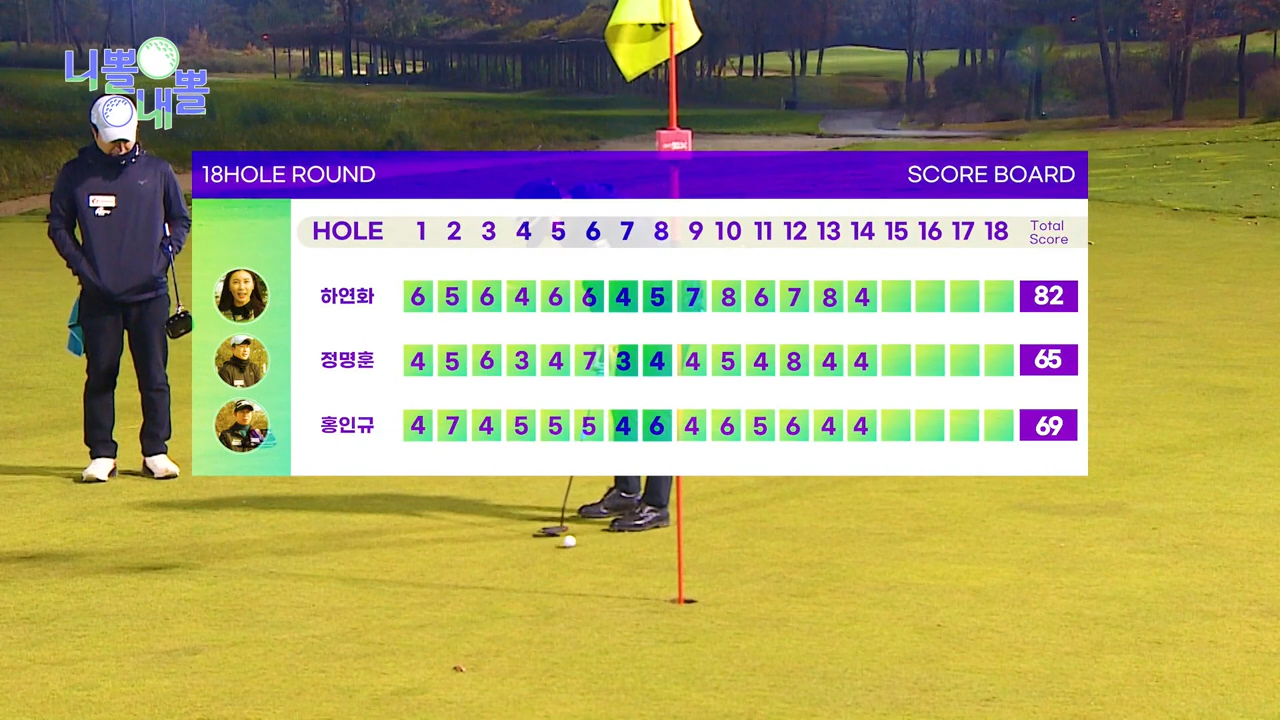 니뽈
내뽈
18HOLE ROUND SCORE BOARD
HOLE 1 2 3 4 5 6 7 8 9 10 11 12 13 14 15 16 17 18 Total Score
하연화 6 5 6 4 6 6 4 5 7 8 6 7 8 4 82
정명훈 4 5 6 3 4 7 3 4 4 5 4 8 4 4 65
홍인규 4 7 4 5 5 5 4 6 4 6 5 6 4 4 69